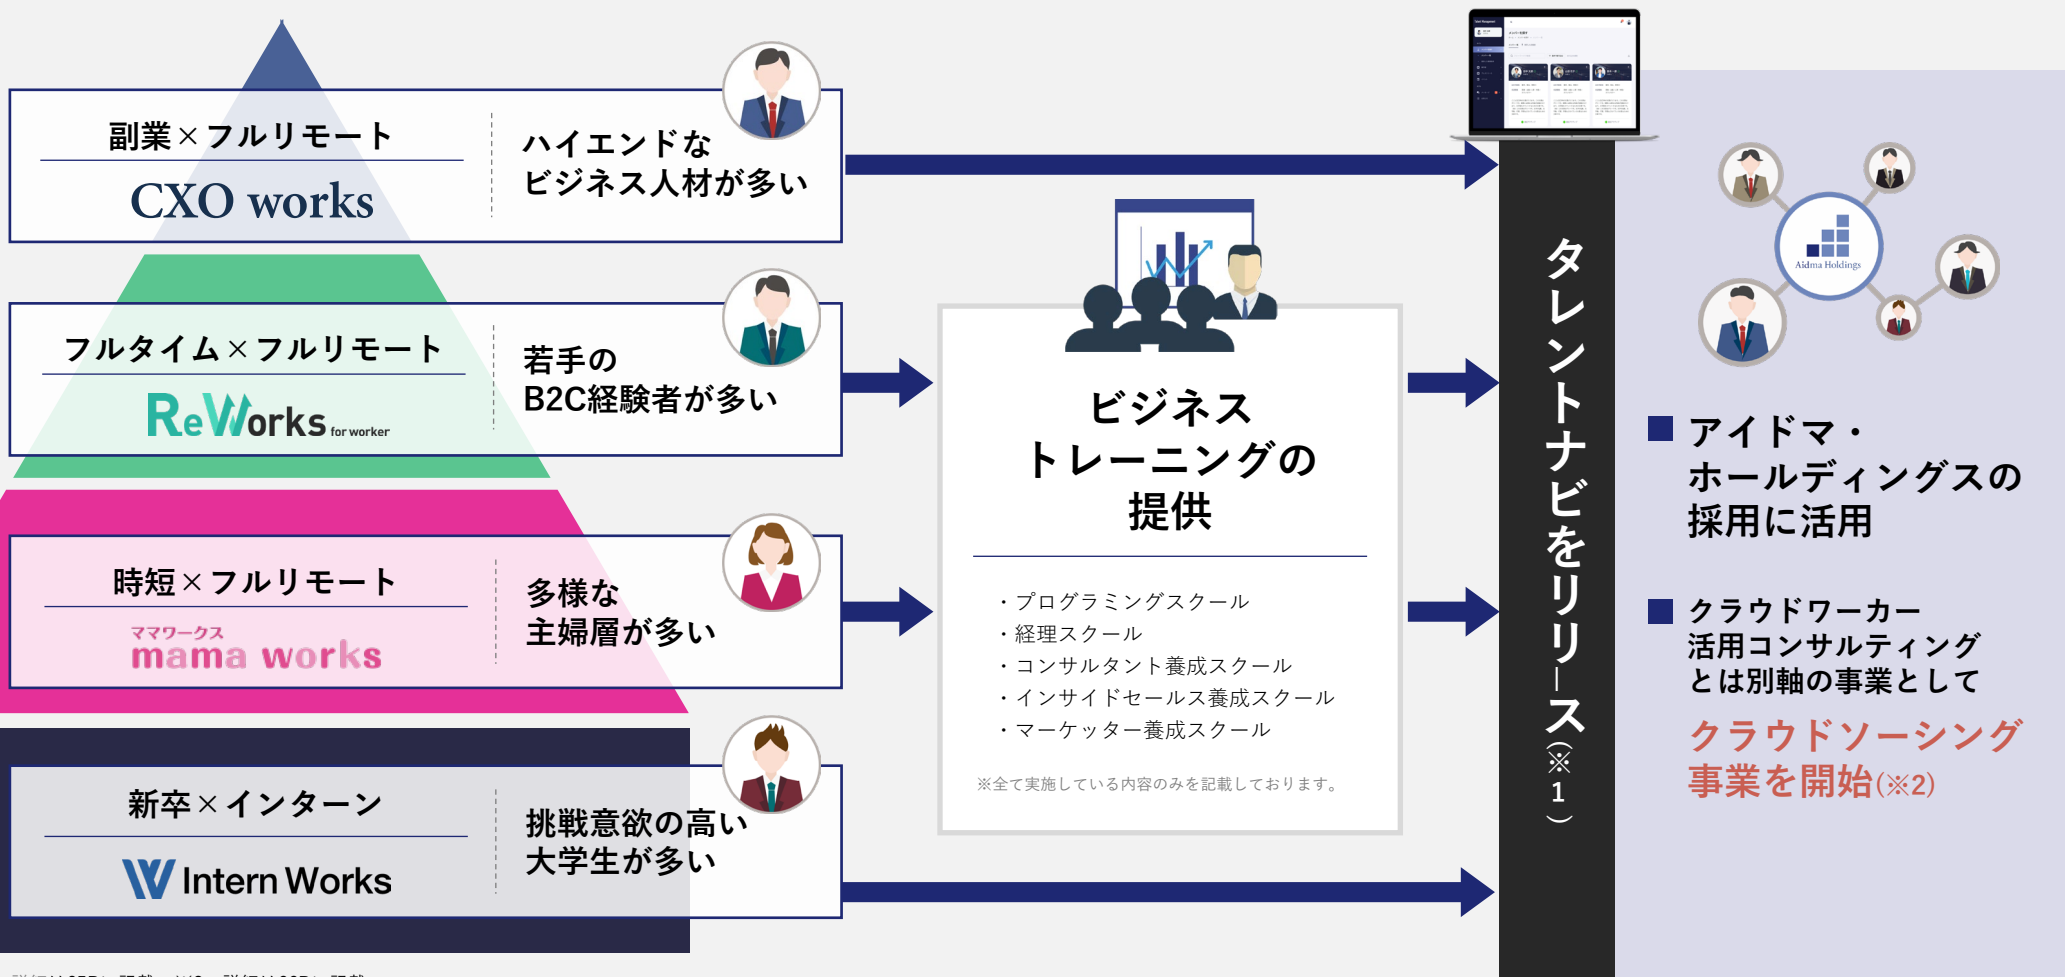 副業×フルリモート
CXO works
ハイエンドな
ビジネス人材が多い
フルタイム×フルリモート
ReWorks for worker
若手の
B2C経験者が多い
時短×フルリモート
ママワークス
mama works
多様な
主婦層が多い
新卒×インターン
Intern Works
挑戦意欲の高い
大学生が多い
ビジネス
トレーニングの
提供
・プログラミングスクール
・経理スクール
・コンサルタント養成スクール
・インサイドセールス養成スクール
・マーケッター養成スクール
※全て実施している内容のみを記載しております。
タレントナビをリリース(※1)
Aidma Holdings
アイドマ・
ホールディングスの
採用に活用
クラウドワーカー
活用コンサルティング
とは別軸の事業として
クラウドソーシング
事業を開始(※2)